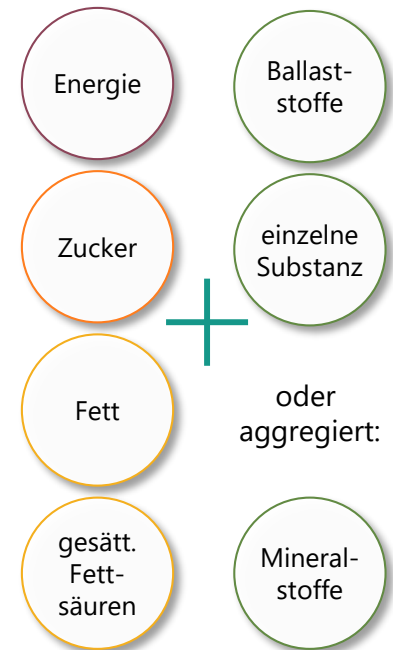 Energie
Zucker
Fett
gesätt.
Fett-
säuren
Ballast-
stoffe
einzelne
Substanz
oder
aggregiert:
Mineral-
stoffe